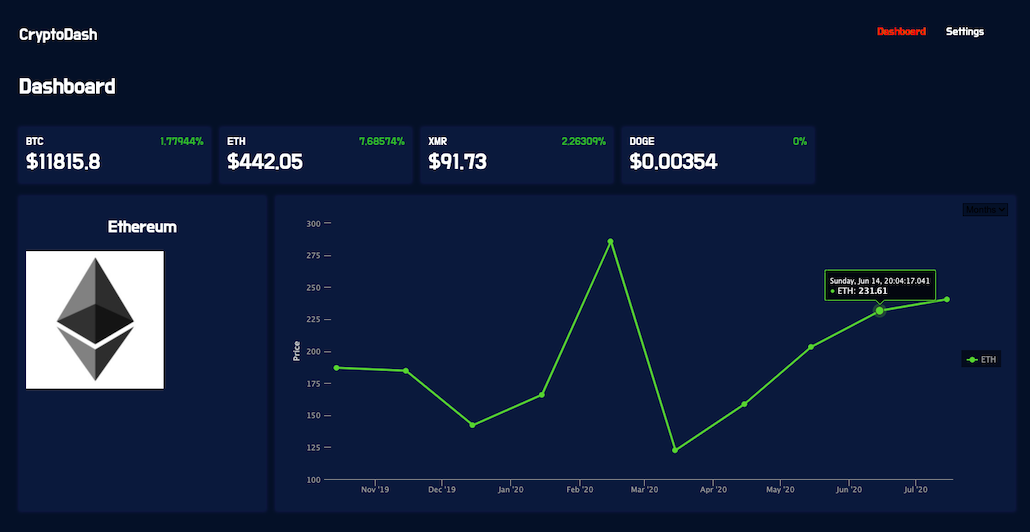 CryptoDash
Dashboard Settings
Dashboard
BTC 1.77944%
$11815.8
ETH 7.68574%
$442.05
XMR 2.26309%
$91.73
DOGE 0%
$0.00354
Ethereum
Months
300
275
250
225
200
175
150
125
100
Price
Sunday, Jun 14, 20:04:17.041
● ETH: 231.61
ETH
Nov '19 Dec '19 Jan '20 Feb '20 Mar '20 Apr '20 May '20 Jun '20 Jul '20